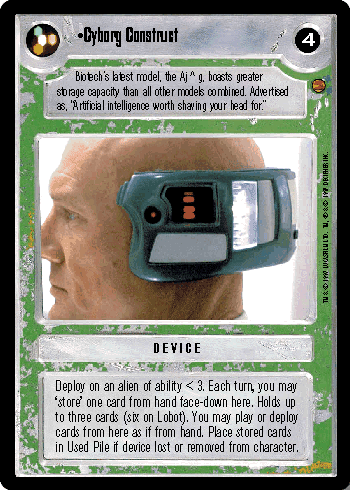 •Cyborg Construct
4
Biotech's latest model, the Aj^g, boasts greater
storage capacity than all other models combined. Advertised
as, "Artificial intelligence worth shaving your head for."
DEVICE
Deploy on an alien of ability < 3. Each turn, you may
'store' one card from hand face-down here. Holds
up to three cards (six on Lobot). You may play or deploy
cards from here as if from hand. Place stored cards
in Used Pile if device lost or removed from character.